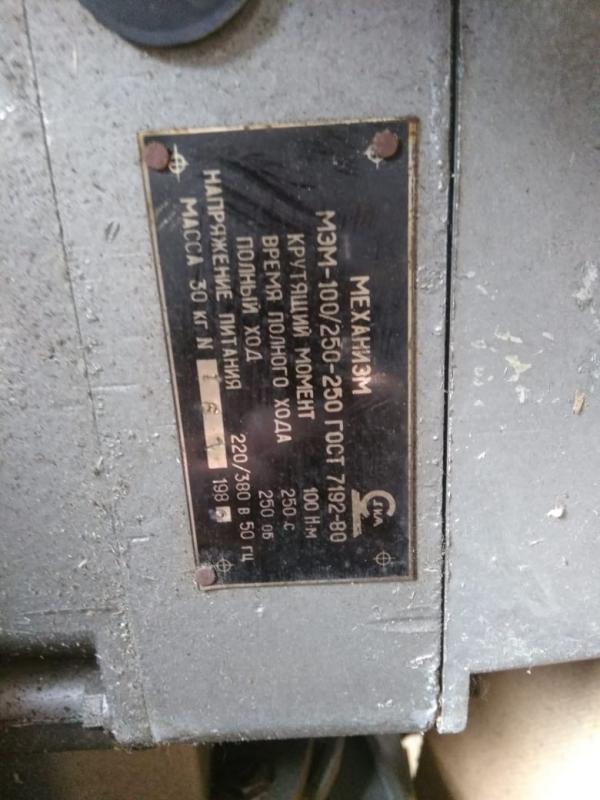 МЕХАНИЗМ
МЭМ-100/250-250 ГОСТ 7192-80
КРУТЯЩИЙ МОМЕНТ 100 Н·м
ВРЕМЯ ПОЛНОГО ХОДА 250 с
ПОЛНЫЙ ХОД 250 об
НАПРЯЖЕНИЕ ПИТАНИЯ 220/380 В 50 ГЦ
МАССА 30 КГ N 198